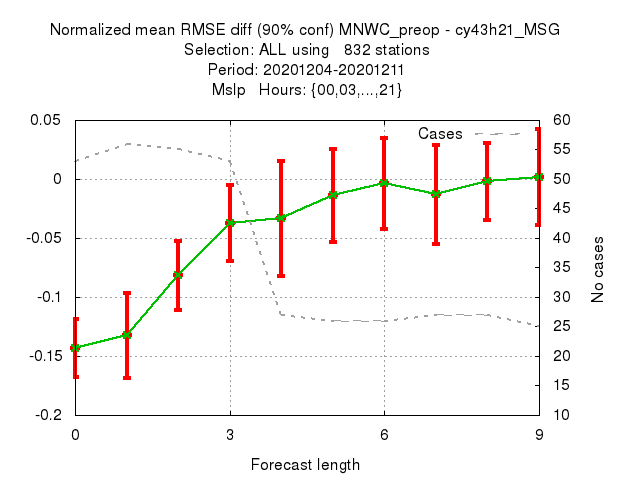 Normalized mean RMSE diff (90% conf) MNWC_preop - cy43h21_MSG
Selection: ALL using 832 stations
Period: 20201204-20201211
Mslp Hours: {00,03,...,21}
0.05
0
-0.05
-0.1
-0.15
-0.2
Cases
60
55
50
45
40
35
30
25
20
15
10
No cases
0 3 6 9
Forecast length